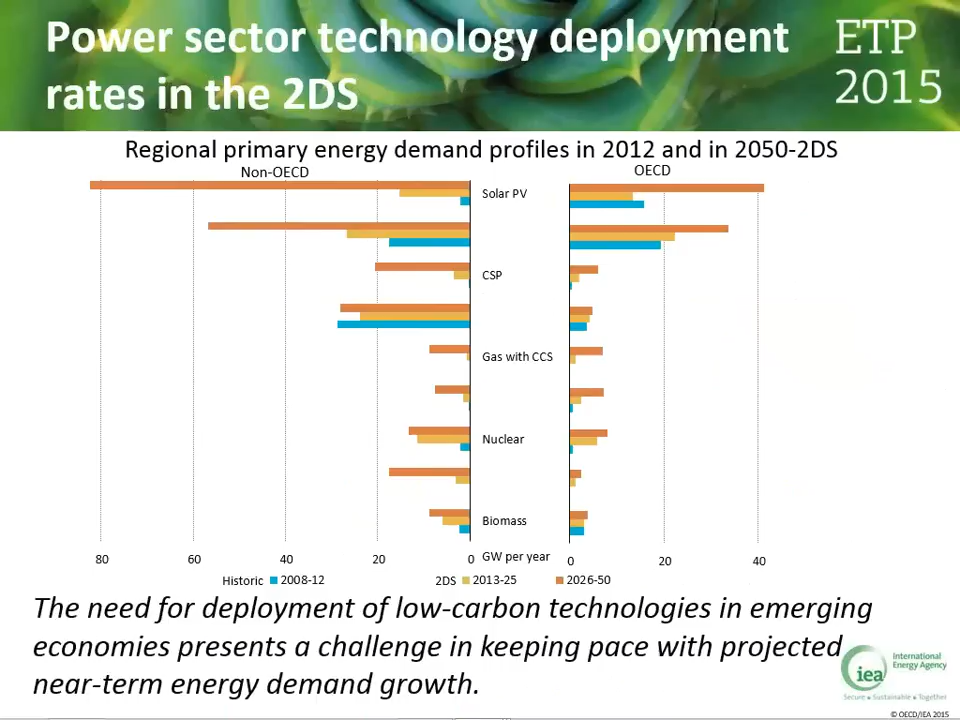 Power sector technology deployment
rates in the 2DS
ETP
2015
Regional primary energy demand profiles in 2012 and in 2050-2DS
Non-OECD
OECD
Solar PV
CSP
Gas with CCS
Nuclear
Biomass
80 60 40 20 0 GW per year 0 20 40
Historic 2008-12 2DS 2013-25 2026-50
The need for deployment of low-carbon technologies in emerging
economies presents a challenge in keeping pace with projected
near-term energy demand growth.
iea
International
Energy Agency
Secure • Sustainable • Together
© OECD/IEA 2015